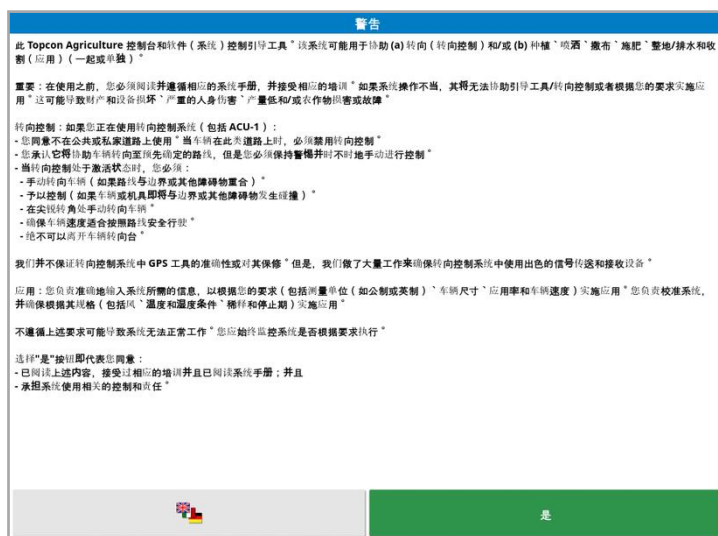 警告
此 Topcon Agriculture 控制台和软件(系统)控制引导工具。该系统可能用于协助 (a) 转向(转向控制)和/或 (b) 种植、喷洒、撒布、施肥、整地/排水和收
割(应用)(一起或单独)。
重要:在使用之前,您必须阅读并遵循相应的系统手册,并接受相应的培训。如果系统操作不当,其将无法协助引导工具/转向控制或者根据您的要求实施应
用。这可能导致财产和设备损坏、严重的人身伤害、产量低和/或农作物损害或故障。
转向控制:如果您正在使用转向控制系统(包括 ACU-1):
- 您同意不在公共或私家道路上使用。当车辆在此类道路上时,必须禁用转向控制。
- 您承认它将协助车辆转向至预先确定的路线,但是您必须保持警惕并时不时地手动进行控制。
- 当转向控制处于激活状态时,您必须:
- 手动转向车辆(如果路线与边界或其他障碍物重合)。
- 予以控制(如果车辆或机具即将与边界或其他障碍物发生碰撞)。
- 在尖锐转角处手动转向车辆。
- 确保车辆速度适合按照路线安全行驶。
- 绝不可以离开车辆转向台。
我们并不保证转向控制系统中 GPS 工具的准确性或对其保修。但是,我们做了大量工作来确保转向控制系统中使用出色的信号传送和接收设备。
应用:您负责准确地输入系统所需的信息,以根据您的要求(包括测量单位(如公制或英制)、车辆尺寸、应用率和车辆速度)实施应用。您负责校准系统,
并确保根据其规格(包括风、温度和湿度条件、稀释和停止期)实施应用。
不遵循上述要求可能导致系统无法正常工作。您应始终监控系统是否根据要求执行。
选择"是"按钮即代表您同意:
- 已阅读上述内容,接受过相应的培训并且已阅读系统手册;并且
- 承担系统使用相关的控制和责任。
是